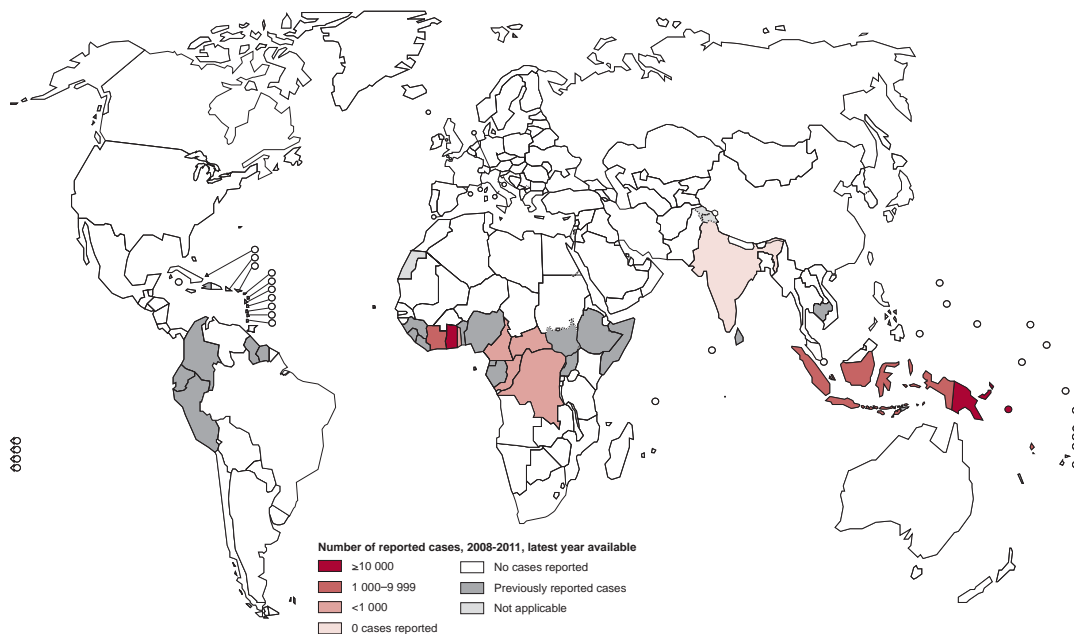 Number of reported cases, 2008-2011, latest year available
≥10 000
1 000–9 999
<1 000
0 cases reported
No cases reported
Previously reported cases
Not applicable